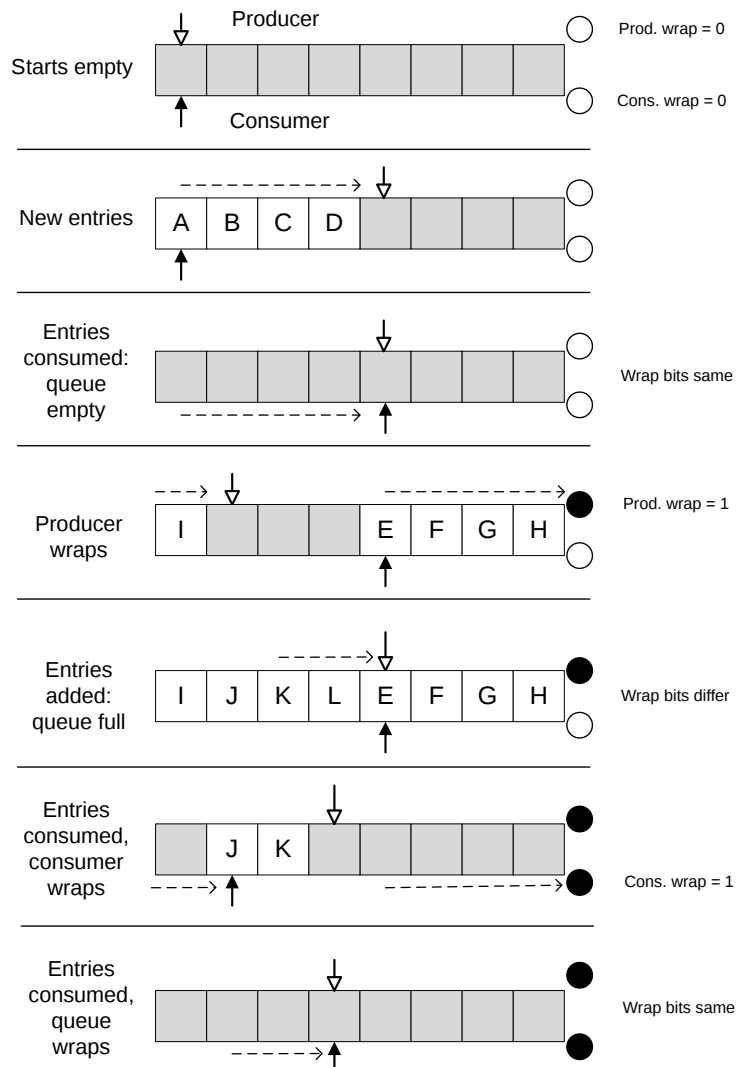 Producer
Prod. wrap = 0
Starts empty
Cons. wrap = 0
Consumer
New entries
A B C D
Entries
consumed:
queue
empty
Wrap bits same
Prod. wrap = 1
Producer
wraps
I E F G H
Entries
added:
queue full
I J K L E F G H
Wrap bits differ
Entries
consumed,
consumer
wraps
J K
Cons. wrap = 1
Entries
consumed,
queue
wraps
Wrap bits same